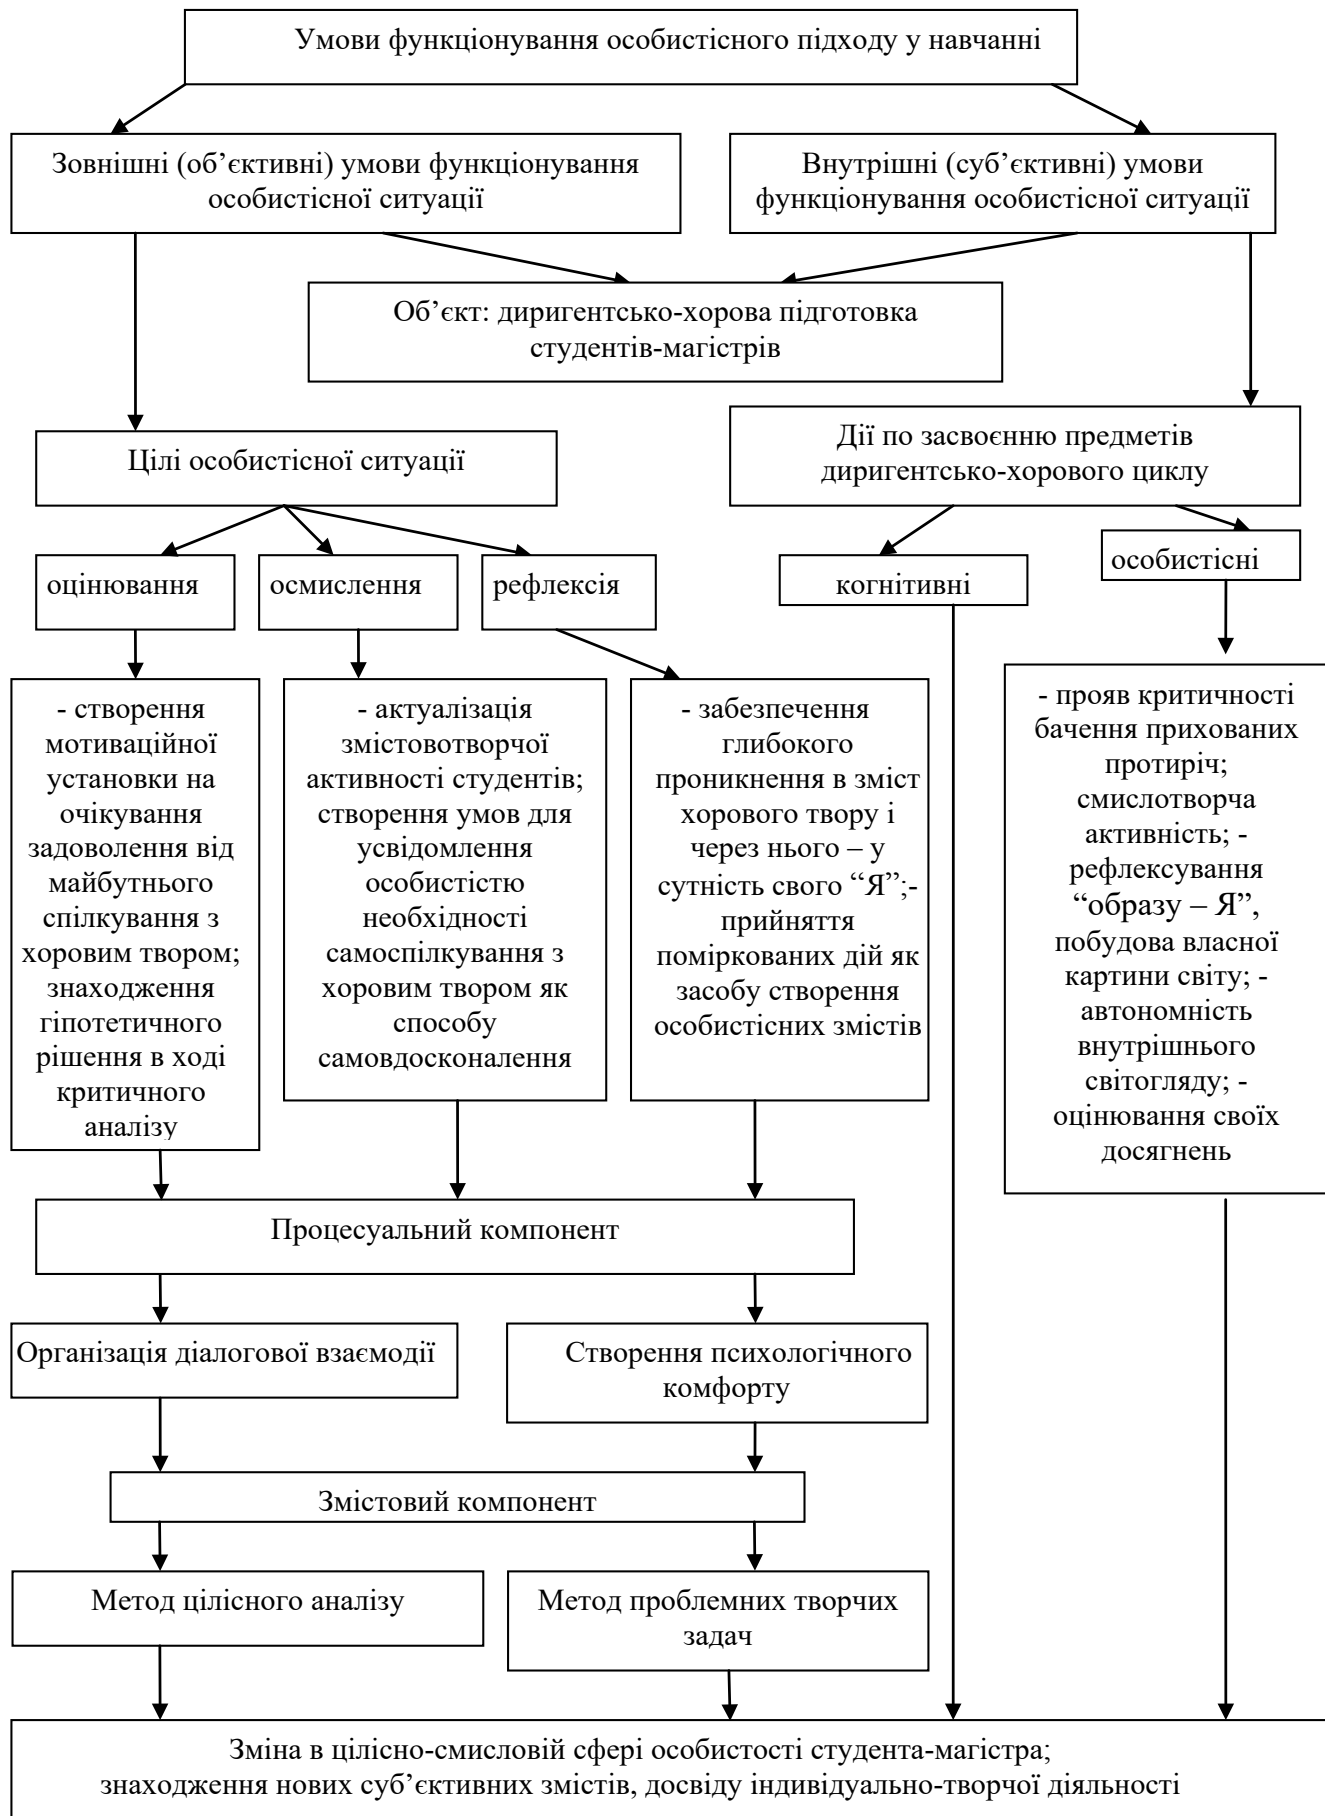 Умови функціонування особистісного підходу у навчанні
Зовнішні (об’єктивні) умови функціонування
особистісної ситуації
Внутрішні (суб’єктивні) умови
функціонування особистісної ситуації
Об’єкт: диригентсько-хорова підготовка
студентів-магістрів
Цілі особистісної ситуації
Дії по засвоєнню предметів
диригентсько-хорового циклу
оцінювання
осмислення
рефлексія
когнітивні
особистісні
- створення
мотиваційної
установки на
очікування
задоволення від
майбутнього
спілкування з
хоровим твором;
знаходження
гіпотетичного
рішення в ході
критичного
аналізу
- актуалізація
змістовотворчої
активності студентів;
створення умов для
усвідомлення
особистістю
необхідності
самоспілкування з
хоровим твором як
способу
самовдосконалення
- забезпечення
глибокого
проникнення в зміст
хорового твору і
через нього – у
сутність свого “Я”;-
прийняття
поміркованих дій як
засобу створення
особистісних змістів
- прояв критичності
бачення прихованих
протиріч;
смислотворча
активність; -
рефлексування
“образу – Я”,
побудова власної
картини світу; -
автономність
внутрішнього
світогляду; -
оцінювання своїх
досягнень
Процесуальний компонент
Організація діалогової взаємодії
Створення психологічного
комфорту
Змістовий компонент
Метод цілісного аналізу
Метод проблемних творчих
задач
Зміна в цілісно-смисловій сфері особистості студента-магістра;
знаходження нових суб’єктивних змістів, досвіду індивідуально-творчої діяльності